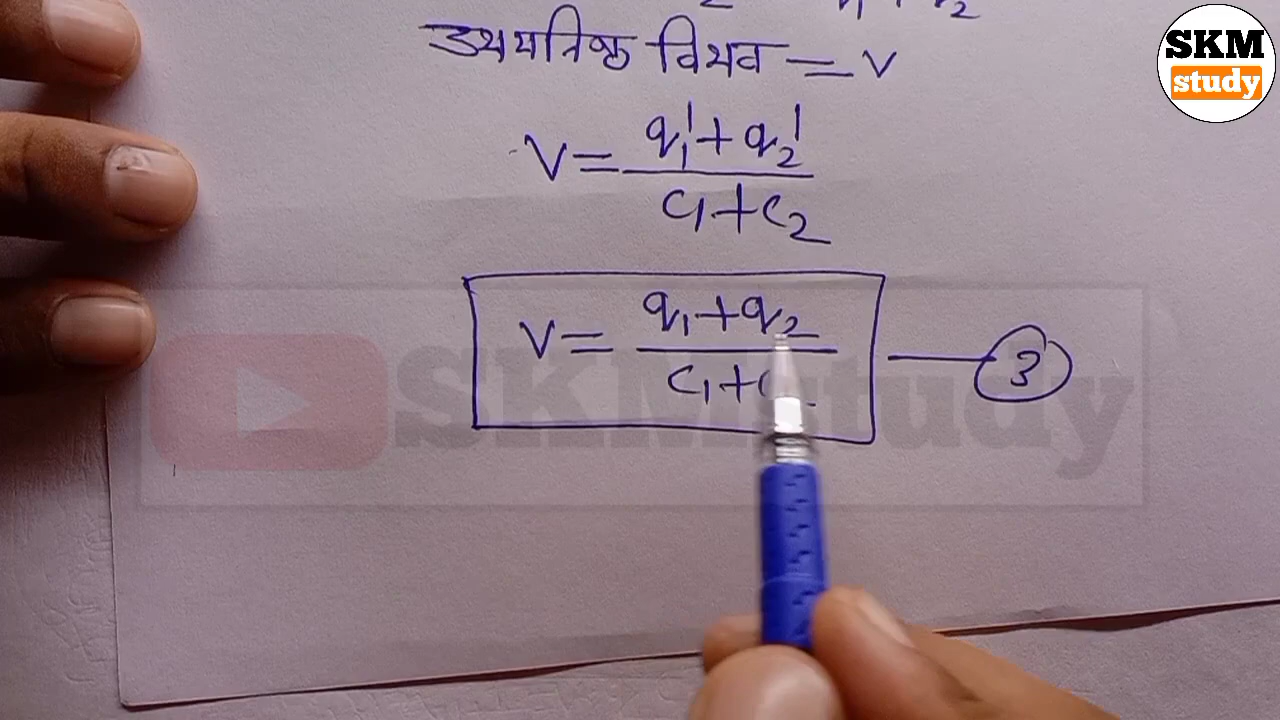 SKM
study
उभयनिष्ठ विभव = V
V = q₁' + q₂'
C₁ + C₂
V = q₁ + q₂
C₁ + C₂
3
SKM study